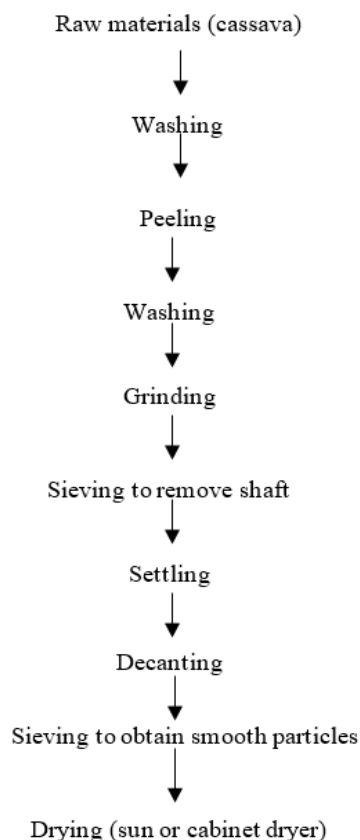 Raw materials (cassava)
Washing
Peeling
Washing
Grinding
Sieving to remove shaft
Settling
Decanting
Sieving to obtain smooth particles
Drying (sun or cabinet dryer)